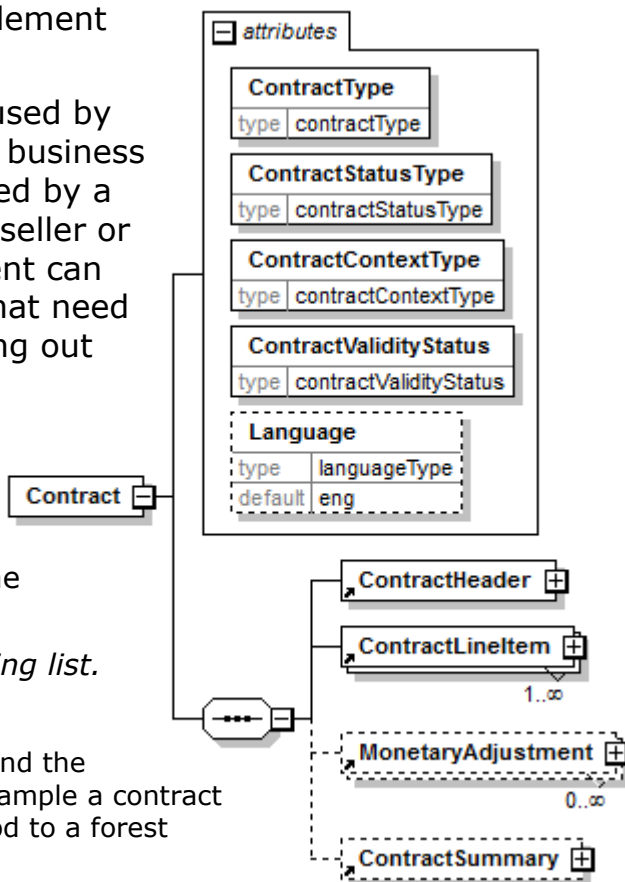 lement
used by
business
ed by a
seller or
ent can
hat need
ng out
ne
ing list.
nd the
ample a contract
od to a forest
attributes
ContractType
type contractType
ContractStatusType
type contractStatusType
ContractContextType
type contractContextType
ContractValidityStatus
type contractValidityStatus
Language
type languageType
default eng
Contract
ContractHeader
ContractLineItem
1..∞
MonetaryAdjustment
0..∞
ContractSummary